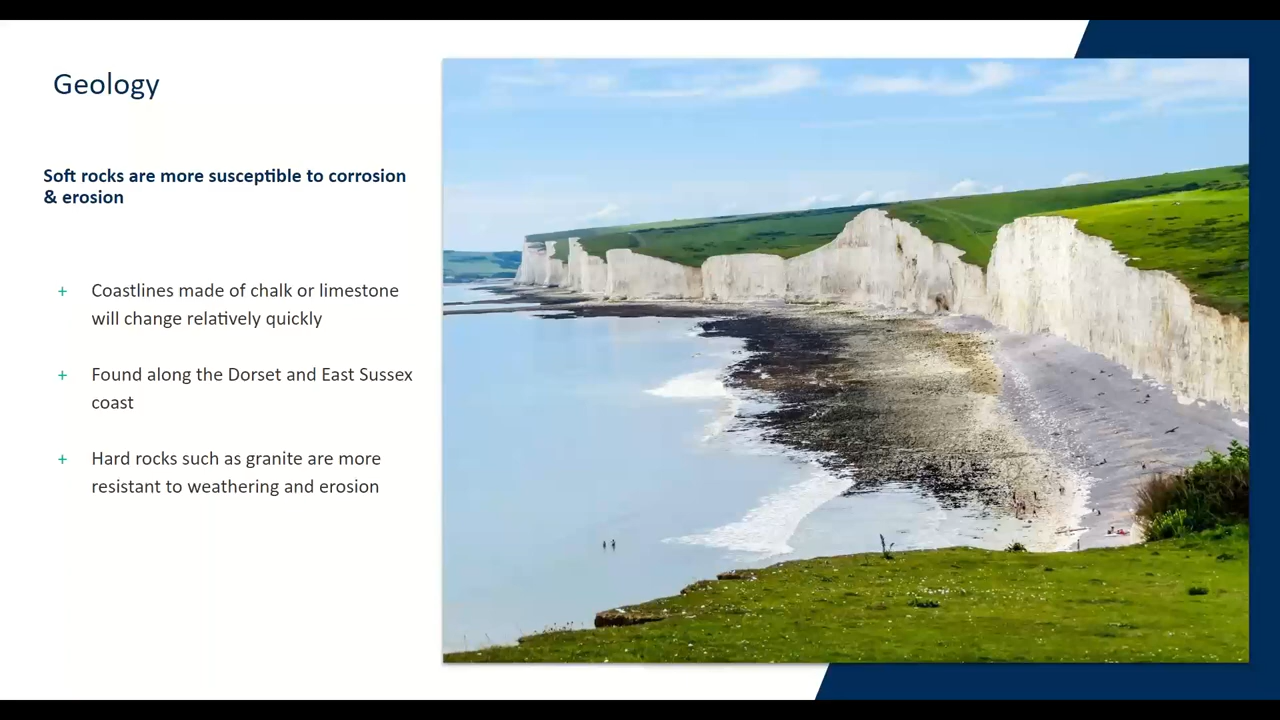 Geology
Soft rocks are more susceptible to corrosion
& erosion
+ Coastlines made of chalk or limestone
will change relatively quickly
+ Found along the Dorset and East Sussex
coast
+ Hard rocks such as granite are more
resistant to weathering and erosion